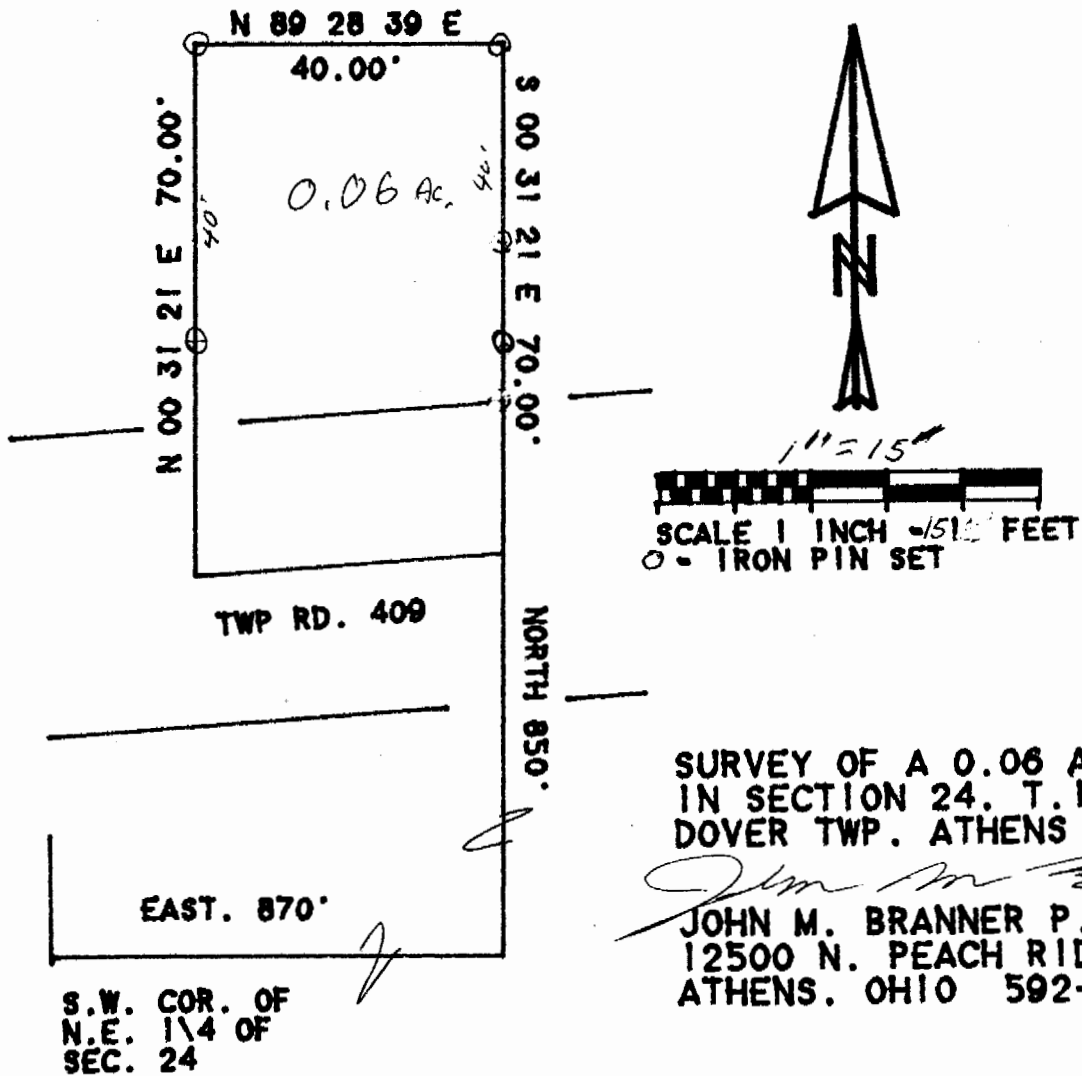 N 89 28 39 E
40.00'
S 00 31 21 E 70.00'
N 00 31 21 E 70.00'
40'
0.06 Ac.
40'
N
1" = 15"
SCALE 1 INCH = 15 FEET
O - IRON PIN SET
TWP RD. 409
NORTH 850'
EAST. 870'
S.W. COR. OF
N.E. 1\4 OF
SEC. 24
SURVEY OF A 0.06 A
IN SECTION 24. T.
DOVER TWP. ATHENS
JOHN M. BRANNER P.
12500 N. PEACH RID
ATHENS. OHIO 592-